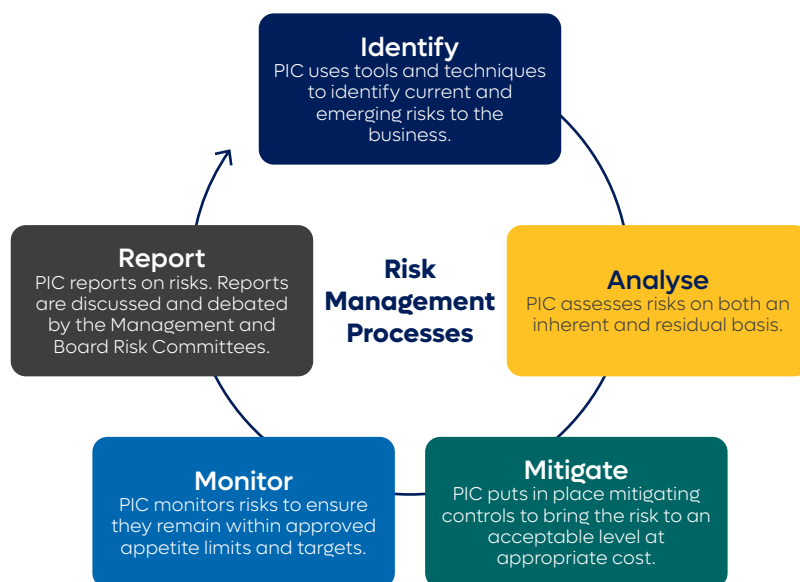 Identify
PIC uses tools and techniques
to identify current and
emerging risks to the
business.
Report
PIC reports on risks. Reports
are discussed and debated
by the Management and
Board Risk Committees.
Risk
Management
Processes
Analyse
PIC assesses risks on both an
inherent and residual basis.
Monitor
PIC monitors risks to ensure
they remain within approved
appetite limits and targets.
Mitigate
PIC puts in place mitigating
controls to bring the risk to an
acceptable level at
appropriate cost.